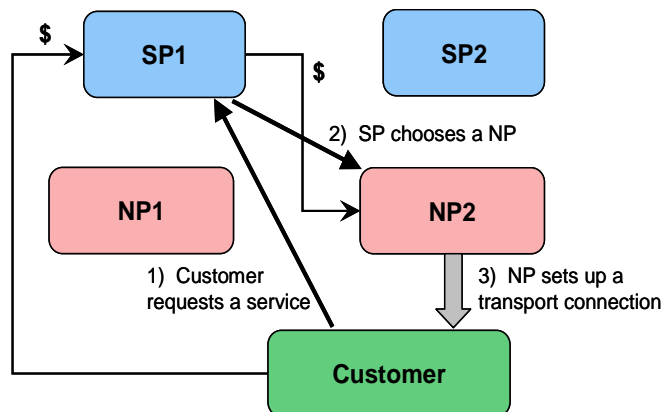 $
SP1
$
SP2
2) SP chooses a NP
NP1
NP2
1) Customer
requests a service
3) NP sets up a
transport connection
Customer